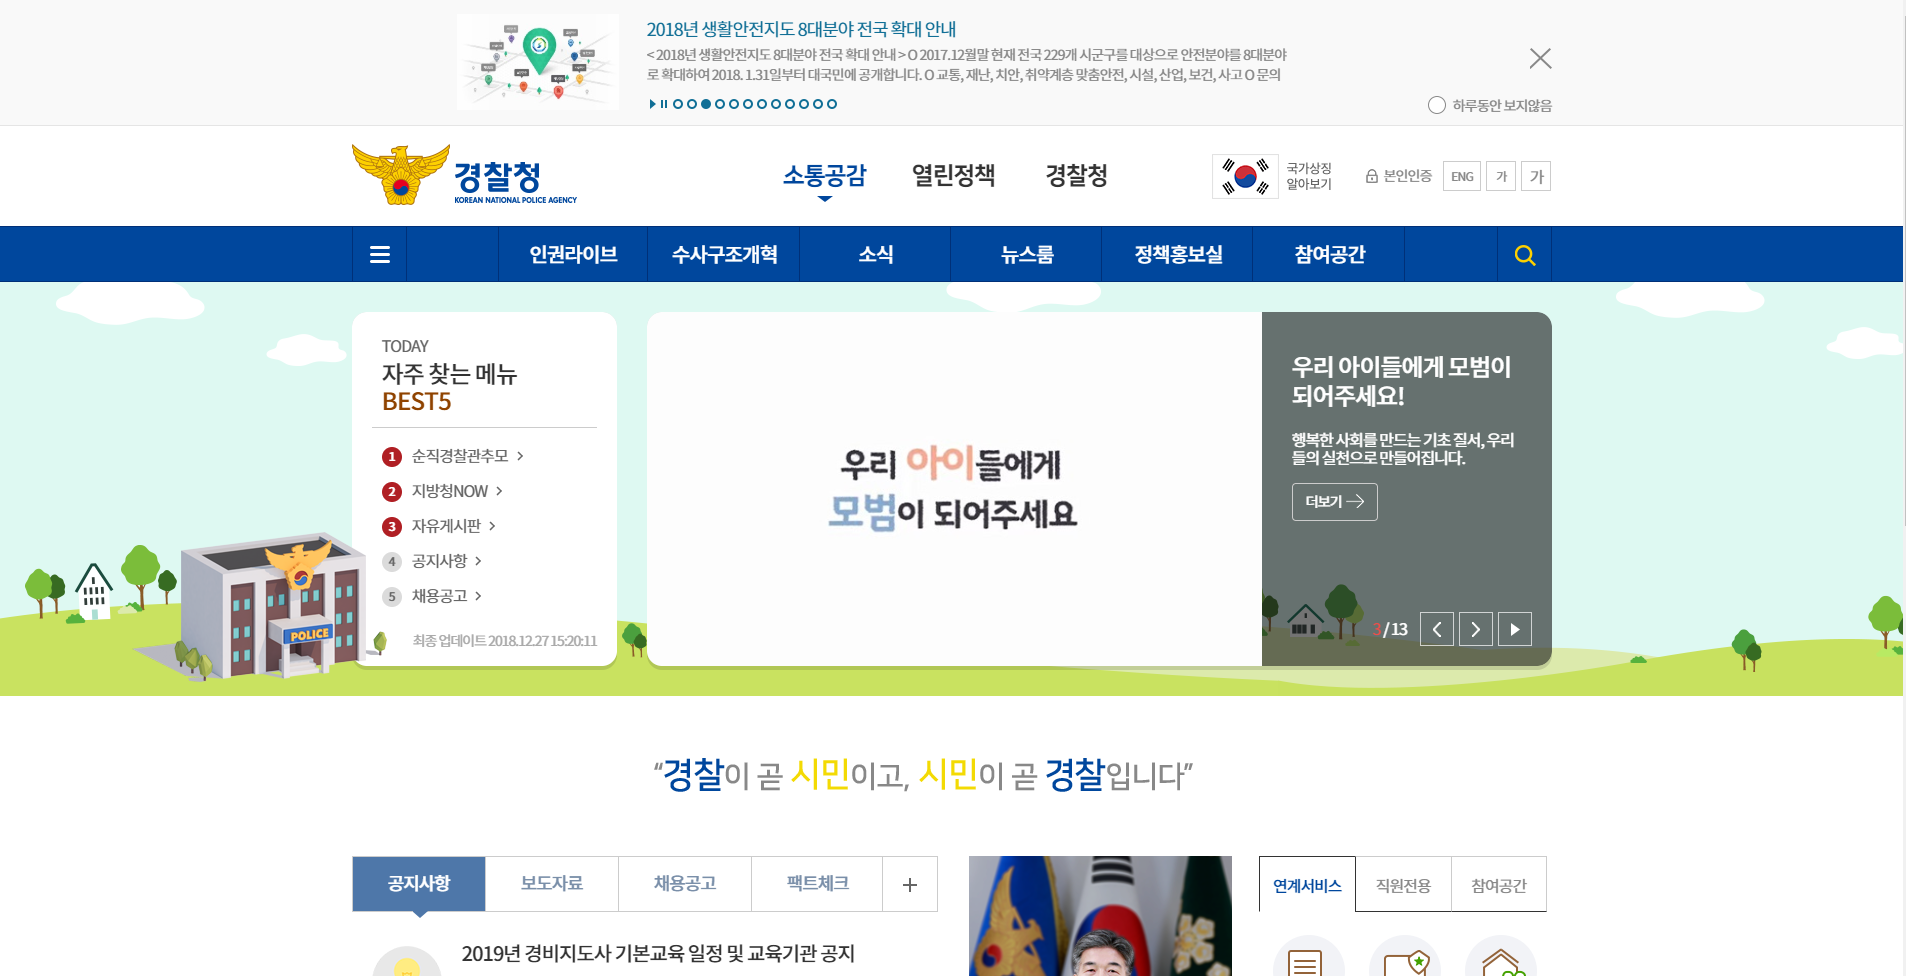 2018년 생활안전지도 8대분야 전국 확대 안내
< 2018년 생활안전지도 8대분야 전국 확대 안내 > O 2017.12월말 현재 전국 229개 시군구를 대상으로 안전분야를 8대분야
로 확대하여 2018. 1.31일부터 대국민에 공개합니다. O 교통, 재난, 치안, 취약계층 맞춤안전, 시설, 산업, 보건, 사고 O 문의
하루동안 보지않음
경찰청
KOREAN NATIONAL POLICE AGENCY
소통공감
열린정책
경찰청
국가상징
알아보기
본인인증
ENG
가
가
인권라이브
수사구조개혁
소식
뉴스룸
정책홍보실
참여공간
TODAY
자주 찾는 메뉴
BEST5
1 순직경찰관추모
2 지방청NOW
3 자유게시판
4 공지사항
5 채용공고
최종 업데이트 2018.12.27 15:20:11
POLICE
우리 아이들에게
모범이 되어주세요
우리 아이들에게 모범이
되어주세요!
행복한 사회를 만드는 기초 질서, 우리
들의 실천으로 만들어집니다.
더보기
3 / 13
“경찰이 곧 시민이고, 시민이 곧 경찰입니다”
공지사항
보도자료
채용공고
팩트체크
2019년 경비지도사 기본교육 일정 및 교육기관 공지
연계서비스
직원전용
참여공간